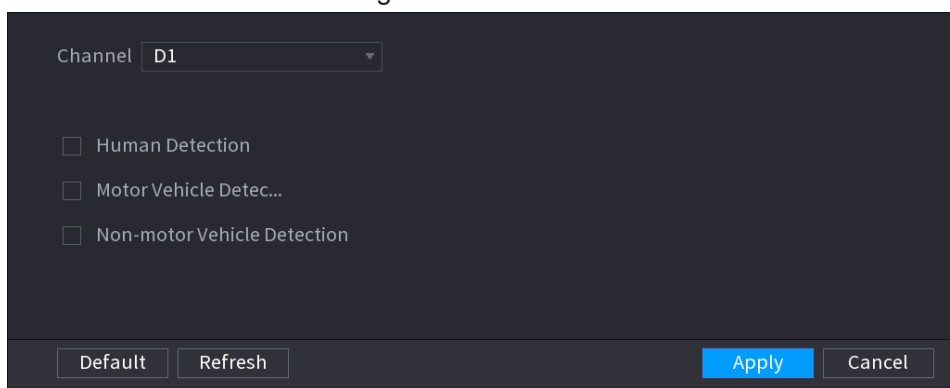 Channel D1
Human Detection
Motor Vehicle Detec...
Non-motor Vehicle Detection
Default Refresh Apply Cancel